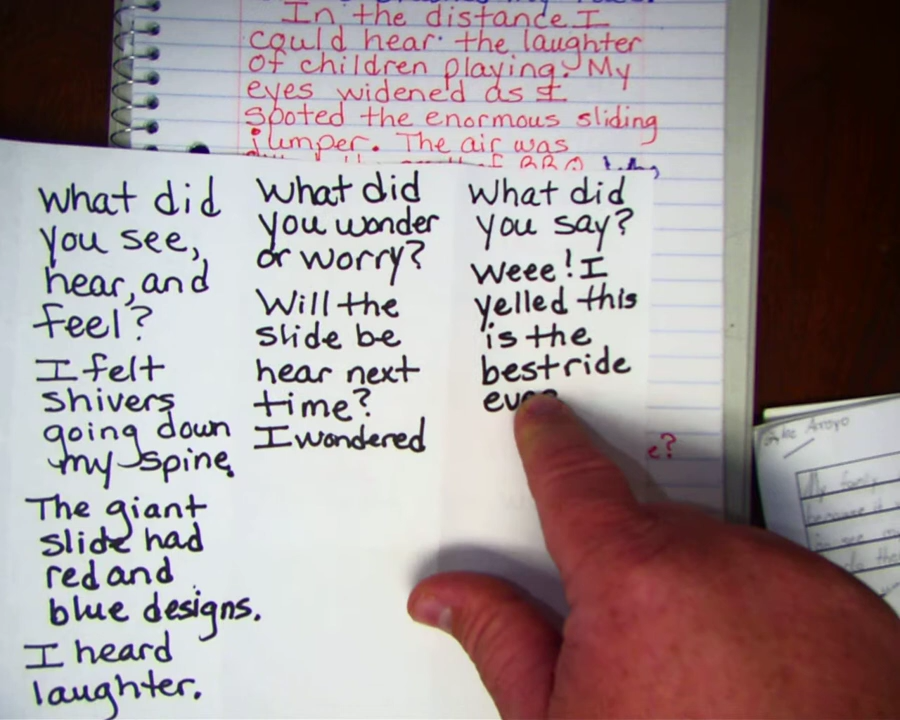 In the distance I
could hear the laughter
of children playing. My
eyes widened as I
spoted the enormous sliding
jumper. The air was
What did
you see,
hear, and
feel?
I felt
shivers
going down
my spine.
The giant
slide had
red and
blue designs.
I heard
laughter.
What did
you wonder
or worry?
Will the
slide be
hear next
time?
I wondered
What did
you say?
Weee! I
yelled this
is the
best ride
e?
Arroyo
My family